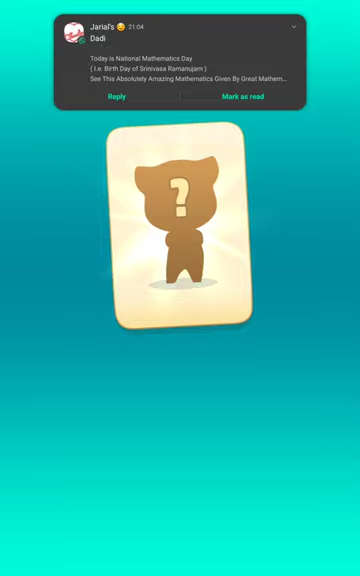 Jarial's 😊 21:04
Dadi
Today is National Mathematics Day
( I.e. Birth Day of Srinivasa Ramanujam )
See This Absolutely Amazing Mathematics Given By Great Mathem...
Reply Mark as read
?